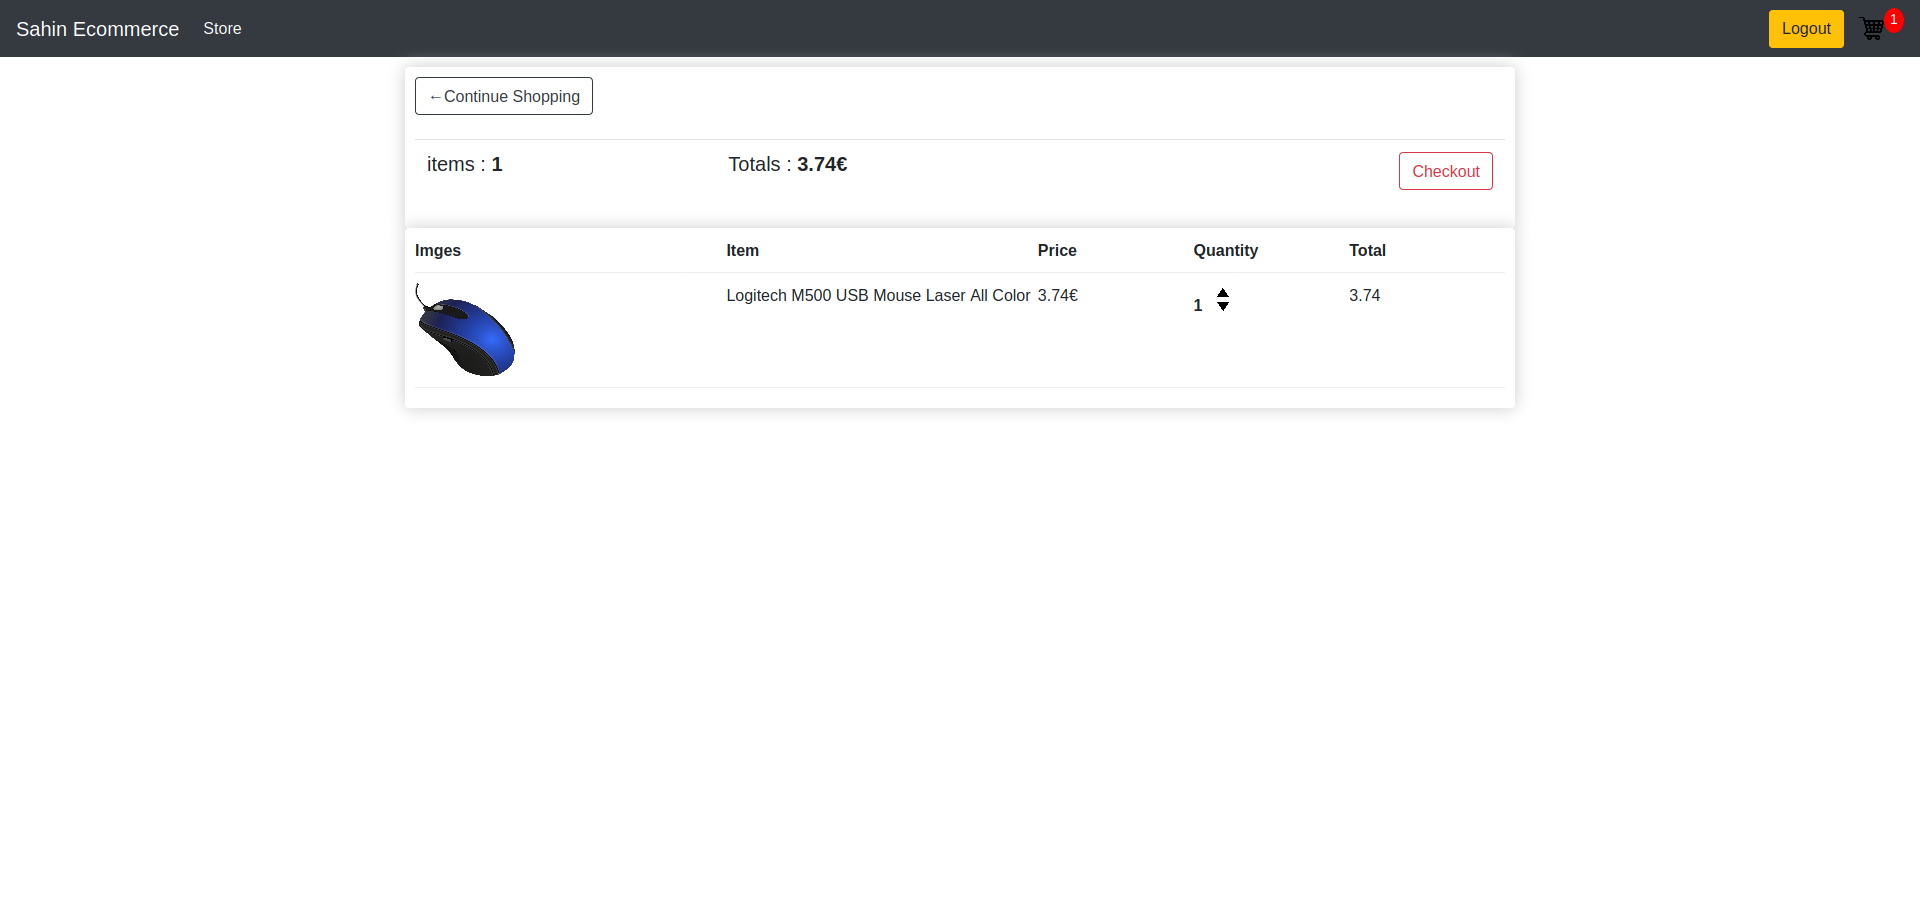 Sahin Ecommerce Store Logout 1
←Continue Shopping
items : 1 Totals : 3.74€ Checkout
Imges Item Price Quantity Total
Logitech M500 USB Mouse Laser All Color 3.74€ 1 3.74